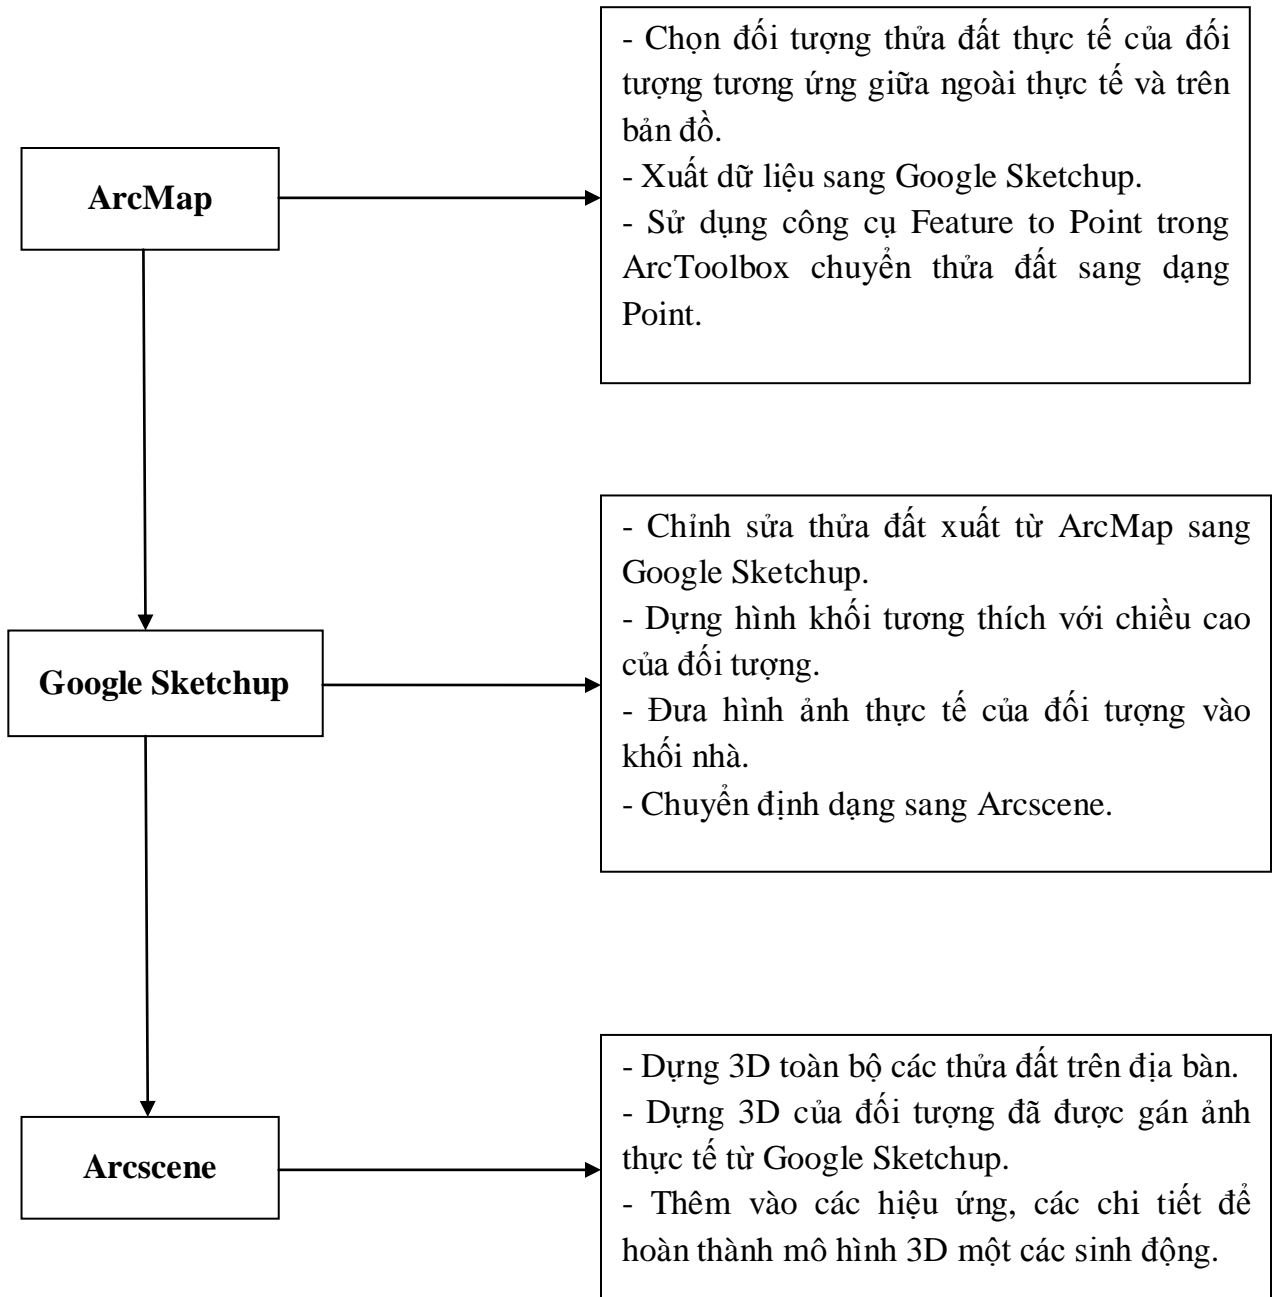 - Chọn đối tượng thửa đất thực tế của đối
tượng tương ứng giữa ngoài thực tế và trên
bản đồ.
- Xuất dữ liệu sang Google Sketchup.
- Sử dụng công cụ Feature to Point trong
ArcToolbox chuyển thửa đất sang dạng
Point.
ArcMap
- Chỉnh sửa thửa đất xuất từ ArcMap sang
Google Sketchup.
- Dựng hình khối tương thích với chiều cao
của đối tượng.
- Đưa hình ảnh thực tế của đối tượng vào
khối nhà.
- Chuyển định dạng sang Arcscene.
Google Sketchup
- Dựng 3D toàn bộ các thửa đất trên địa bàn.
- Dựng 3D của đối tượng đã được gán ảnh
thực tế từ Google Sketchup.
- Thêm vào các hiệu ứng, các chi tiết để
hoàn thành mô hình 3D một các sinh động.
Arcscene